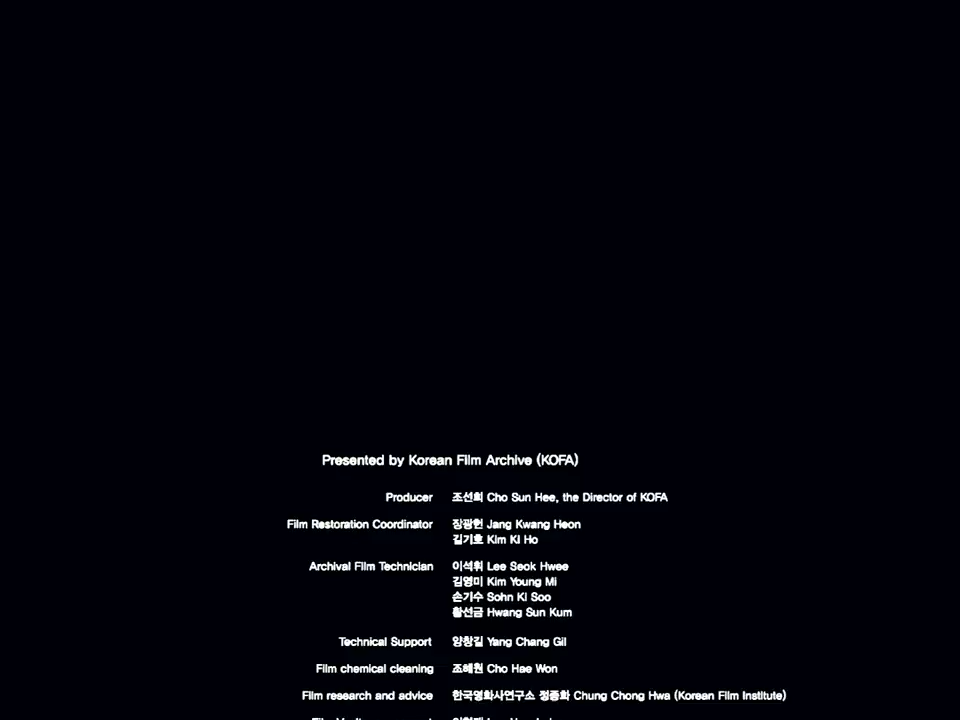 Presented by Korean Film Archive (KOFA)
Producer 조선희 Cho Sun Hee, the Director of KOFA
Film Restoration Coordinator 장광헌 Jang Kwang Heon
김기호 Kim Ki Ho
Archival Film Technician 이석휘 Lee Seok Hwee
김영미 Kim Young Mi
손기수 Sohn Ki Soo
황선금 Hwang Sun Kum
Technical Support 양창길 Yang Chang Gil
Film chemical cleaning 조혜원 Cho Hae Won
Film research and advice 한국영화사연구소 정종화 Chung Chong Hwa (Korean Film Institute)